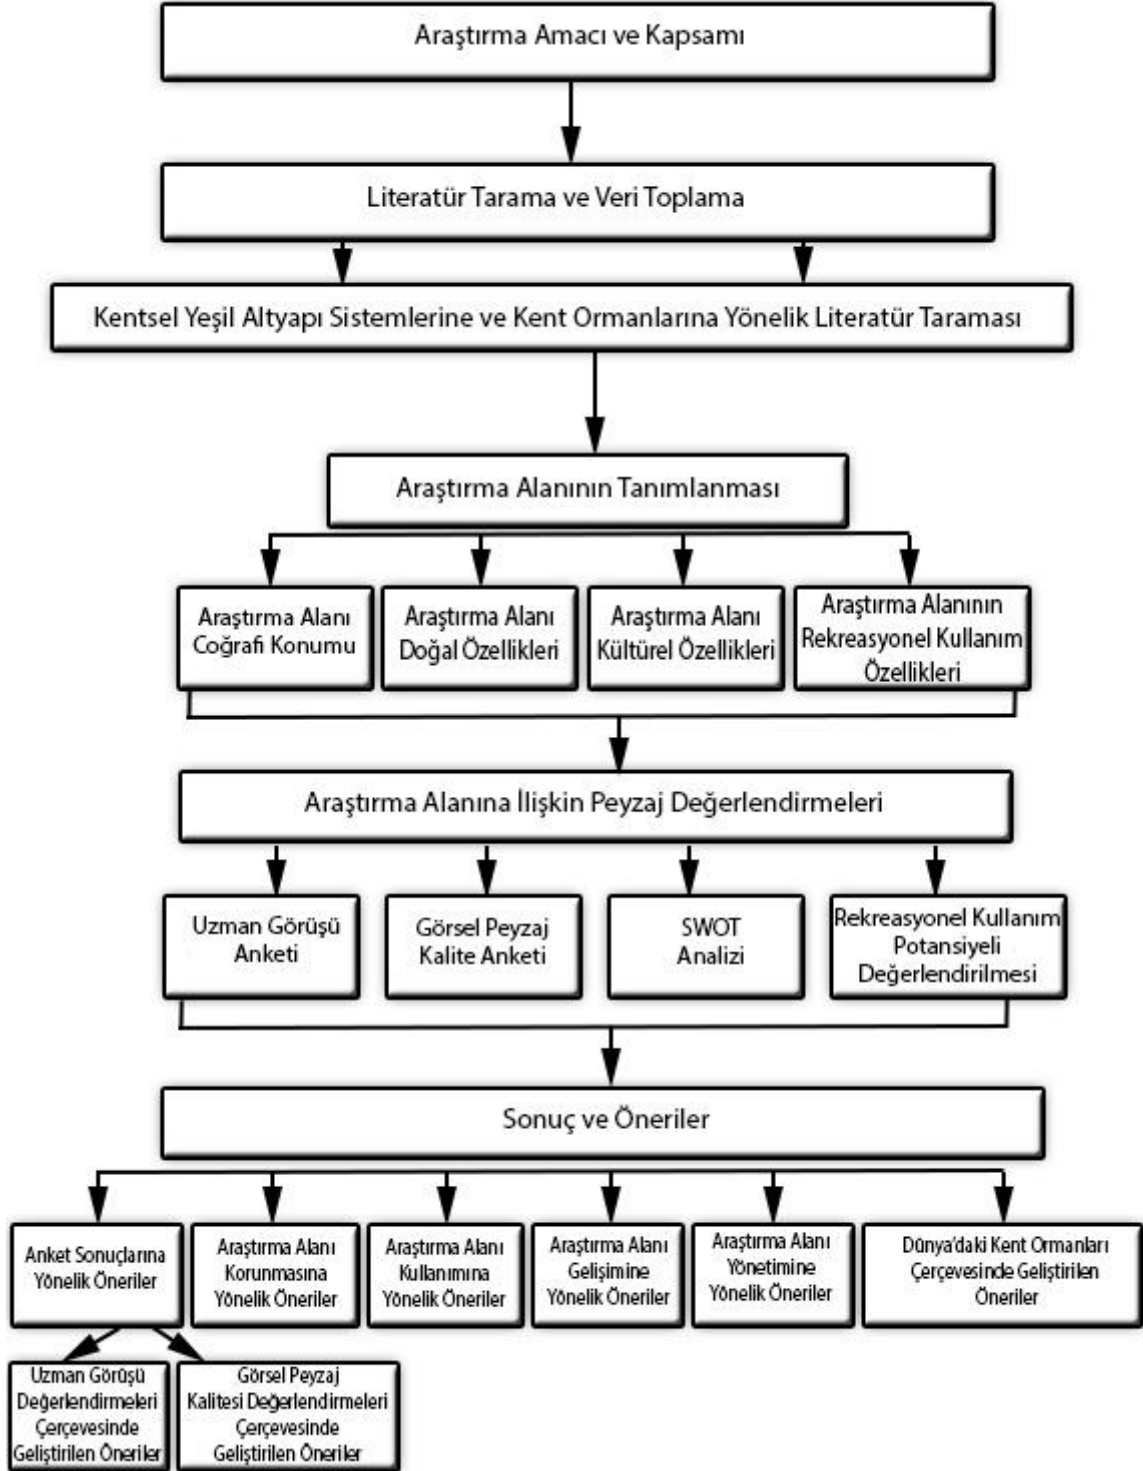 Araştırma Amacı ve Kapsamı
Literatür Tarama ve Veri Toplama
Kentsel Yeşil Altyapı Sistemlerine ve Kent Ormanlarına Yönelik Literatür Taraması
Araştırma Alanının Tanımlanması
Araştırma Alanı
Coğrafi Konumu
Araştırma Alanı
Doğal Özellikleri
Araştırma Alanı
Kültürel Özellikleri
Araştırma Alanının
Rekreasyonel Kullanım
Özellikleri
Araştırma Alanına İlişkin Peyzaj Değerlendirmeleri
Uzman Görüşü
Anketi
Görsel Peyzaj
Kalite Anketi
SWOT
Analizi
Rekreasyonel Kullanım
Potansiyeli
Değerlendirilmesi
Sonuç ve Öneriler
Anket Sonuçlarına
Yönelik Öneriler
Araştırma Alanı
Korunmasına
Yönelik Öneriler
Araştırma Alanı
Kullanımına
Yönelik Öneriler
Araştırma Alanı
Gelişimine
Yönelik Öneriler
Araştırma Alanı
Yönetimine
Yönelik Öneriler
Dünya'daki Kent Ormanları
Çerçevesinde Geliştirilen
Öneriler
Uzman Görüşü
Değerlendirmeleri
Çerçevesinde
Geliştirilen Öneriler
Görsel Peyzaj
Kalitesi Değerlendirmeleri
Çerçevesinde
Geliştirilen Öneriler